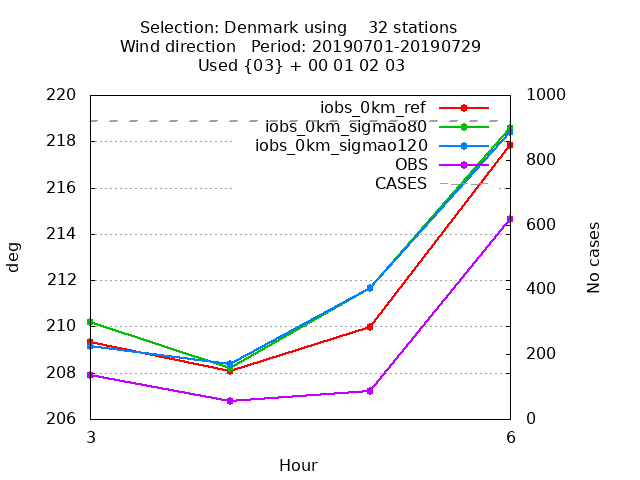 Selection: Denmark using    32 stations
Wind direction   Period: 20190701-20190729
Used {03} + 00 01 02 03
220
218
216
214
212
210
208
206
deg
iobs_0km_ref
iobs_0km_sigmao80
iobs_0km_sigmao120
OBS
CASES
1000
800
600
400
200
0
No cases
3
6
Hour